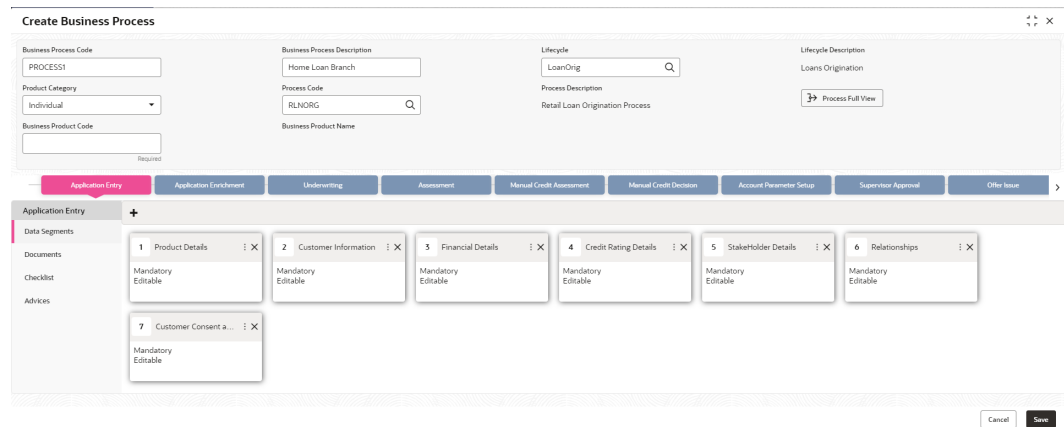 Create Business Process
Business Process Code
Business Process Description
Lifecycle
Lifecycle Description
PROCESS1
Home Loan Branch
LoanOrig
Loans Origination
Product Category
Process Code
Process Description
Individual
RLNORG
Retail Loan Origination Process
Process Full View
Business Product Code
Business Product Name
Required
Application Entry
Application Enrichment
Underwriting
Assessment
Manual Credit Assessment
Manual Credit Decision
Account Parameter Setup
Supervisor Approval
Offer Issue
Application Entry
Data Segments
Documents
Checklist
Advices
1 Product Details
Mandatory
Editable
2 Customer Information
Mandatory
Editable
3 Financial Details
Mandatory
Editable
4 Credit Rating Details
Mandatory
Editable
5 StakeHolder Details
Mandatory
Editable
6 Relationships
Mandatory
Editable
7 Customer Consent a...
Mandatory
Editable
Cancel
Save